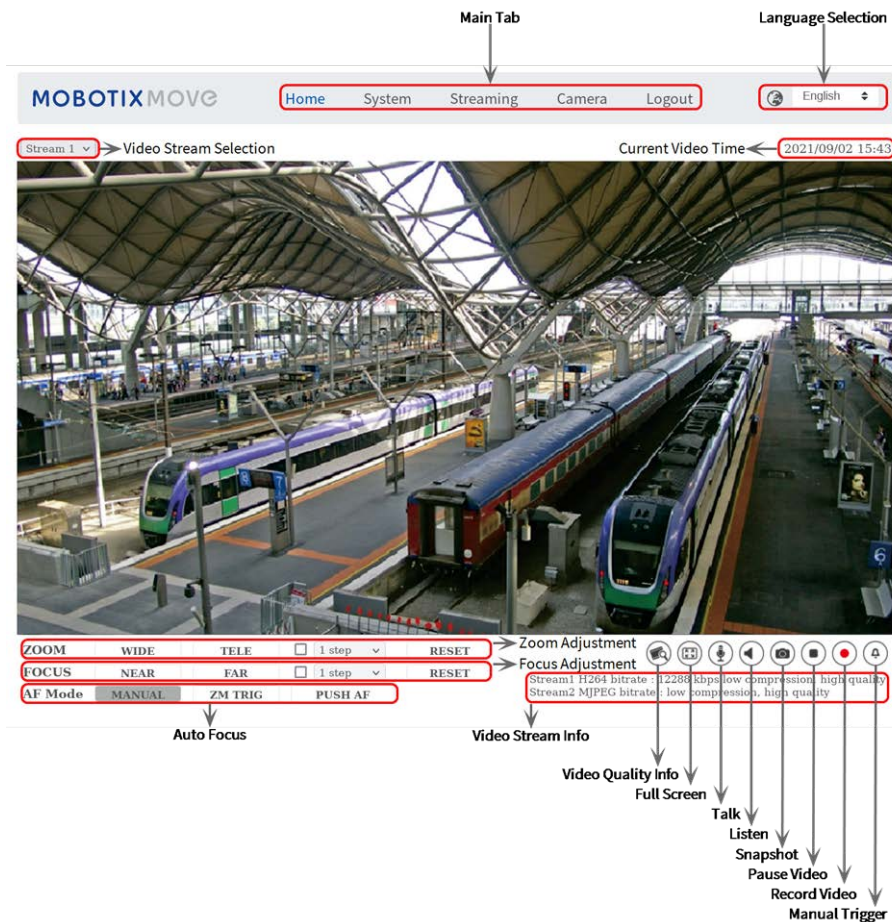 Main Tab
Language Selection
MOBOTIX MOVE
Home System Streaming Camera Logout
English
Stream 1
Video Stream Selection
Current Video Time
2021/09/02 15:43
7
6
ZOOM WIDE TELE 1 step RESET
Zoom Adjustment
FOCUS NEAR FAR 1 step RESET
Focus Adjustment
AF Mode MANUAL ZM TRIG PUSH AF
Stream1 H264 bitrate : 12288 kbps low compression, high quality
Stream2 MJPEG bitrate : low compression, high quality
Auto Focus
Video Stream Info
Video Quality Info
Full Screen
Talk
Listen
Snapshot
Pause Video
Record Video
Manual Trigger